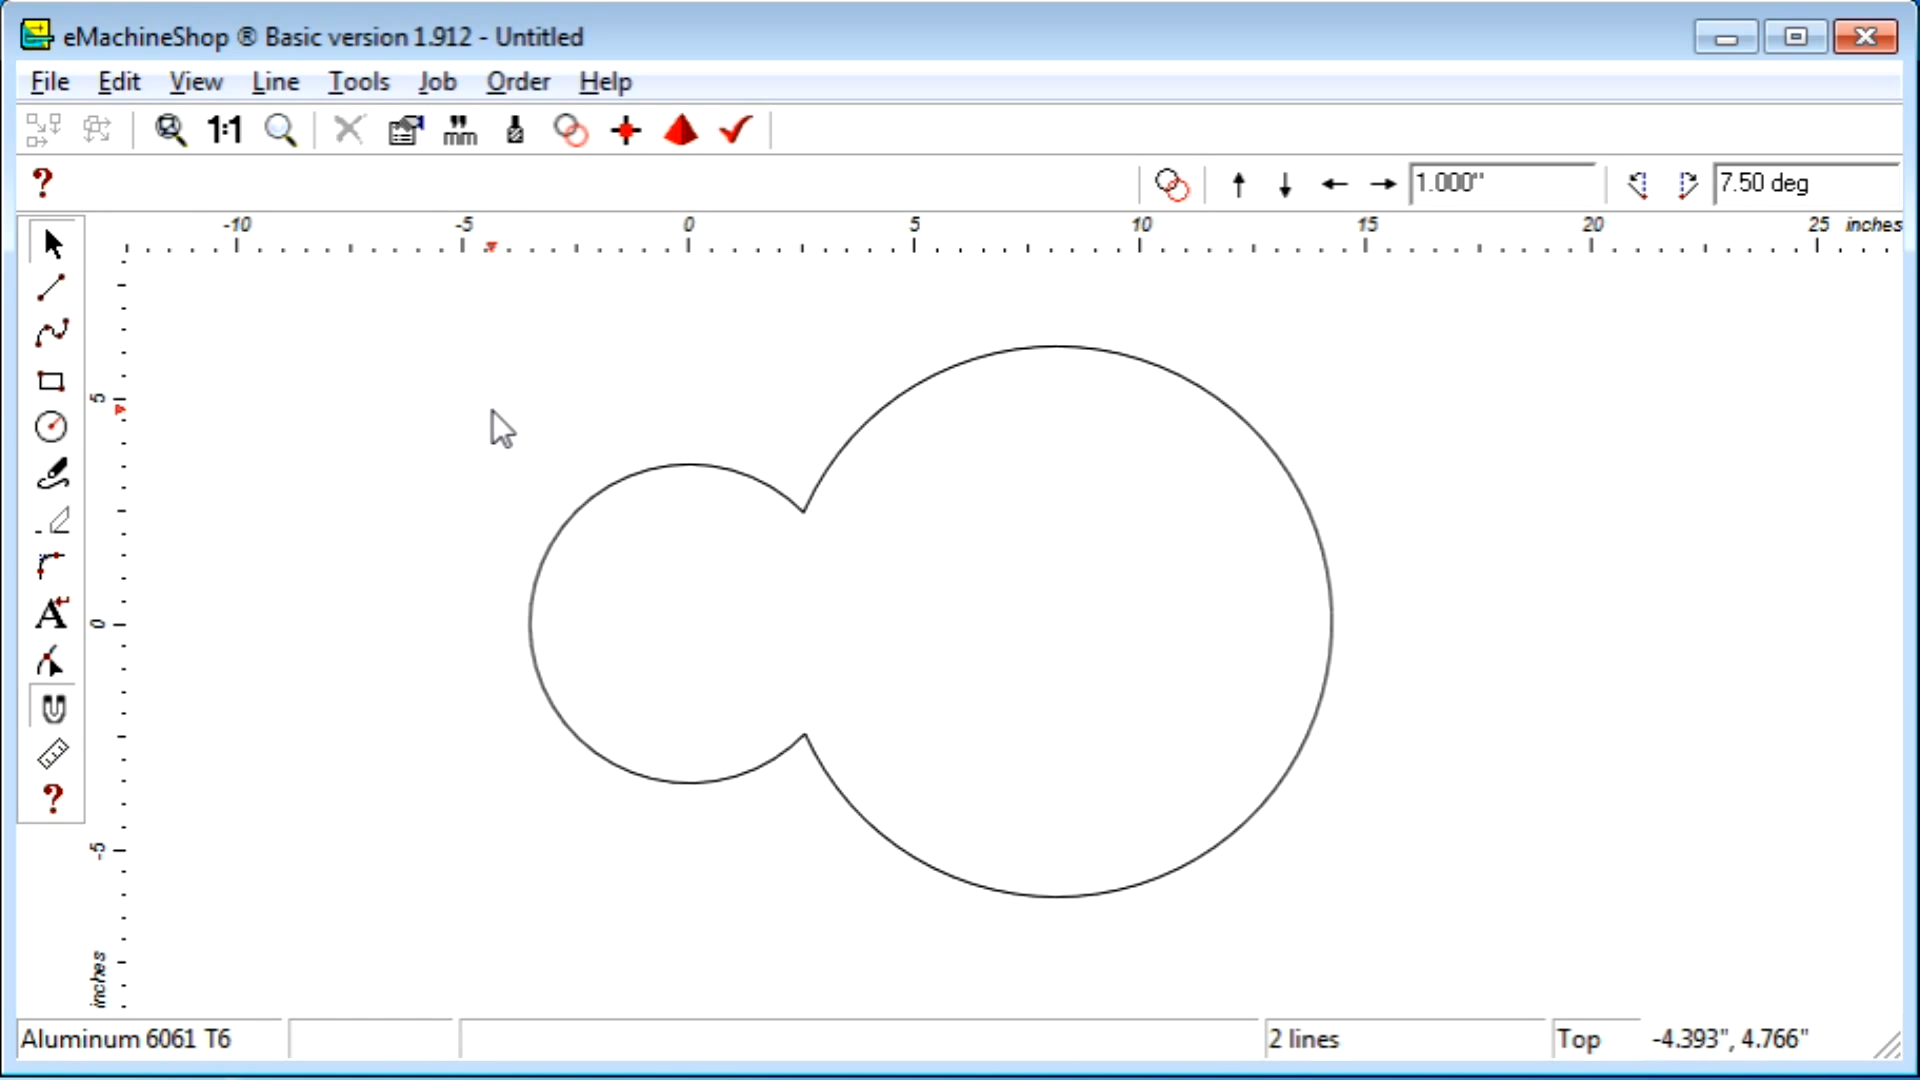 eMachineShop ® Basic version 1.912 - Untitled
File Edit View Line Tools Job Order Help
1:1 " mm
? 1.000" 7.50 deg
-10 -5 0 -5 10 15 20 25 inches
5
0
-5
inches
A
?
Aluminum 6061 T6 2 lines Top -4.393", 4.766"